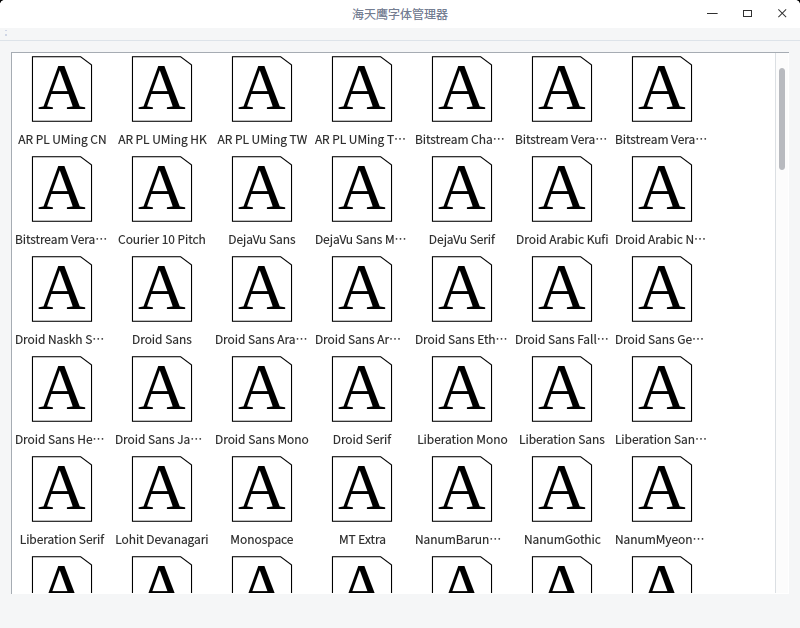 海天鹰字体管理器
AR PL UMing CN AR PL UMing HK AR PL UMing TW AR PL UMing T··· Bitstream Cha··· Bitstream Vera··· Bitstream Vera···
Bitstream Vera··· Courier 10 Pitch DejaVu Sans DejaVu Sans M··· DejaVu Serif Droid Arabic Kufi Droid Arabic N···
Droid Naskh S··· Droid Sans Droid Sans Ara··· Droid Sans Ar··· Droid Sans Eth··· Droid Sans Fall··· Droid Sans Ge···
Droid Sans He··· Droid Sans Ja··· Droid Sans Mono Droid Serif Liberation Mono Liberation Sans Liberation San···
Liberation Serif Lohit Devanagari Monospace MT Extra NanumBarun··· NanumGothic NanumMyeon···